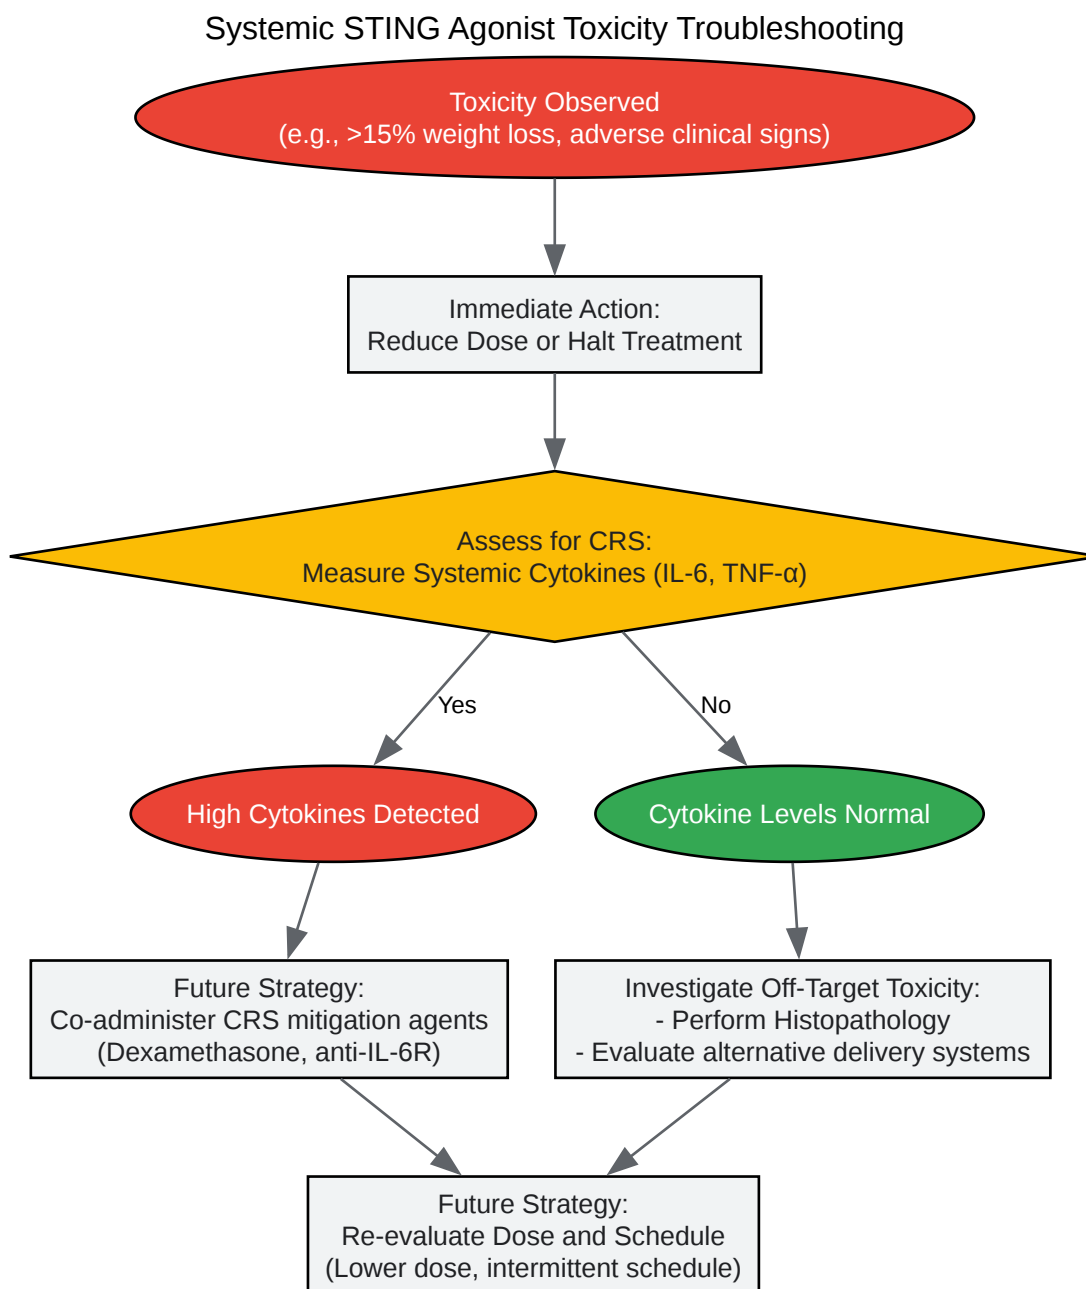 Systemic STING Agonist Toxicity Troubleshooting
Toxicity Observed
(e.g., >15% weight loss, adverse clinical signs)
Immediate Action:
Reduce Dose or Halt Treatment
Assess for CRS:
Measure Systemic Cytokines (IL-6, TNF-α)
Yes
No
High Cytokines Detected
Cytokine Levels Normal
Future Strategy:
Co-administer CRS mitigation agents
(Dexamethasone, anti-IL-6R)
Investigate Off-Target Toxicity:
- Perform Histopathology
- Evaluate alternative delivery systems
Future Strategy:
Re-evaluate Dose and Schedule
(Lower dose, intermittent schedule)